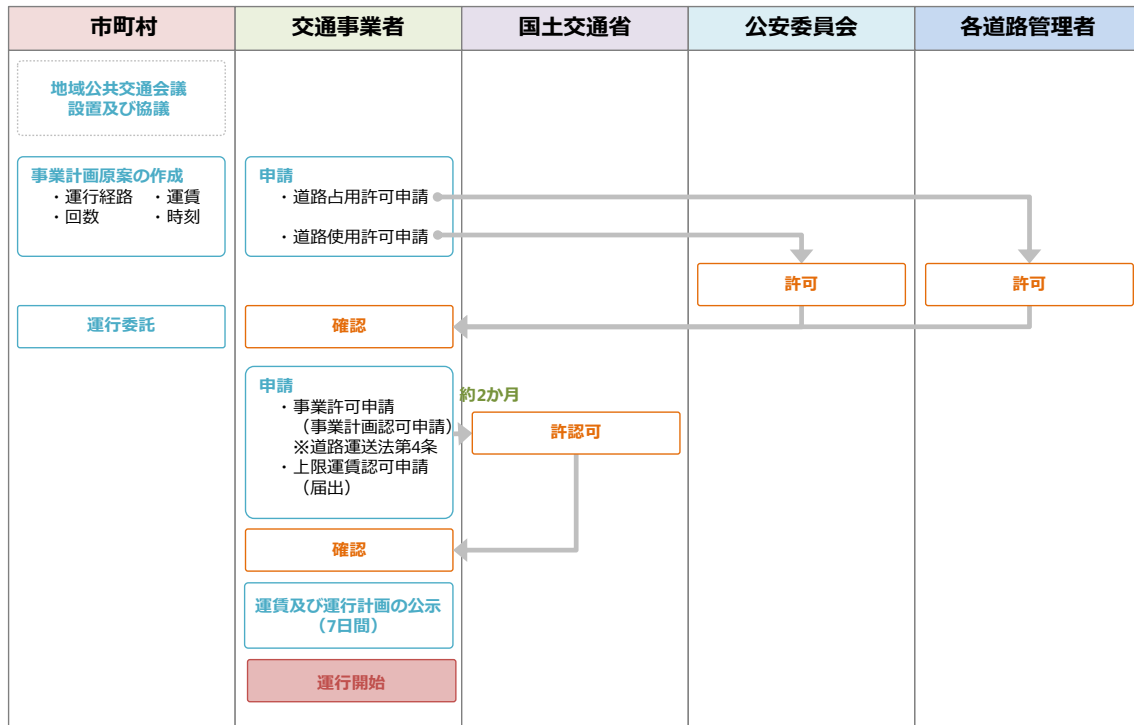 市町村
交通事業者
国土交通省
公安委員会
各道路管理者
地域公共交通会議
設置及び協議
事業計画原案の作成
・運行経路 ・運賃
・回数 ・時刻
申請
・道路占用許可申請
・道路使用許可申請
許可
許可
運行委託
確認
申請
・事業許可申請
（事業計画認可申請）
※道路運送法第4条
・上限運賃認可申請
（届出）
約2か月
許認可
確認
運賃及び運行計画の公示
（7日間）
運行開始